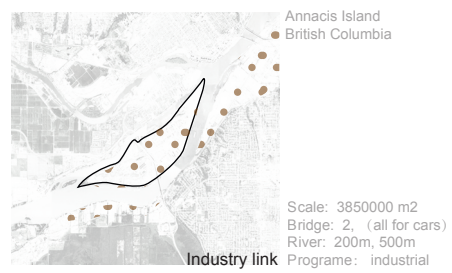 Annacis Island
British Columbia
Scale: 3850000 m2
Bridge: 2, （all for cars）
River: 200m, 500m
Programe： industrial
Industry link